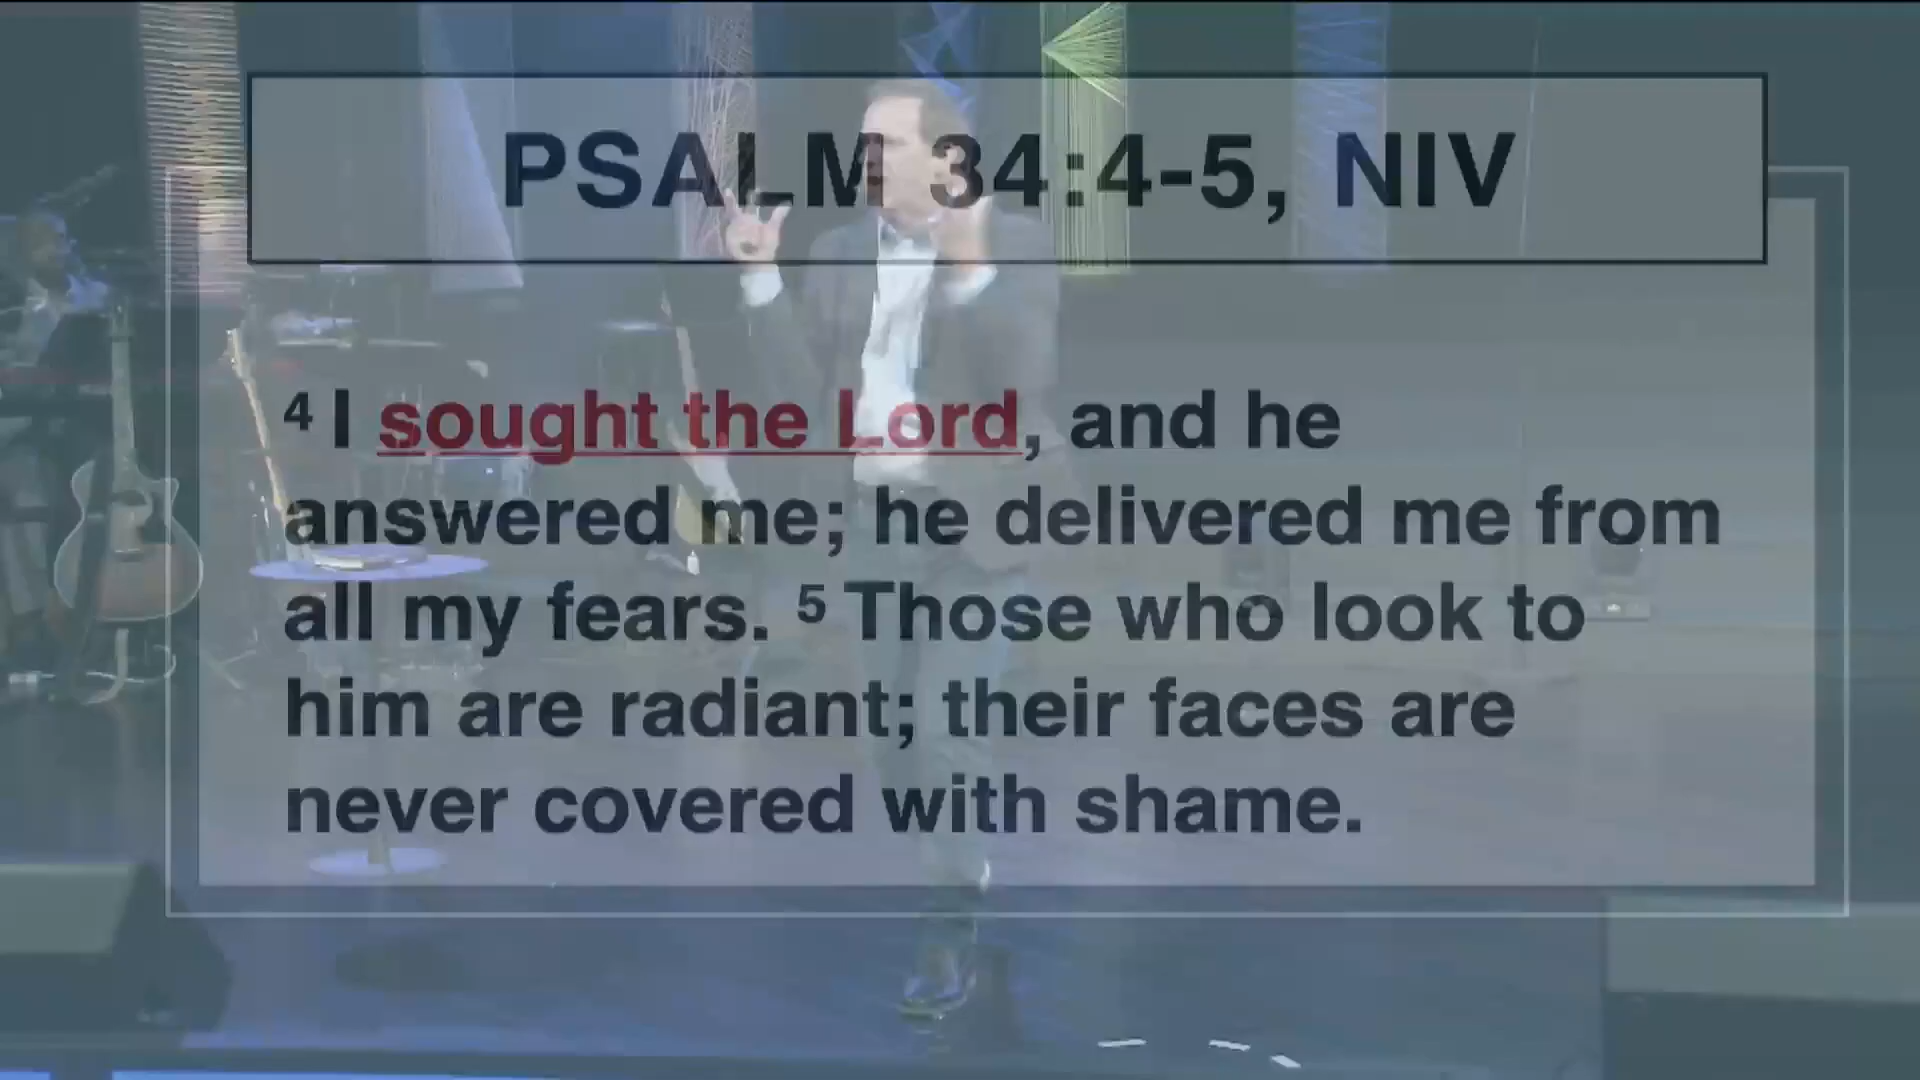 PSALM 34:4-5, NIV
4 I sought the Lord, and he
answered me; he delivered me from
all my fears. 5 Those who look to
him are radiant; their faces are
never covered with shame.